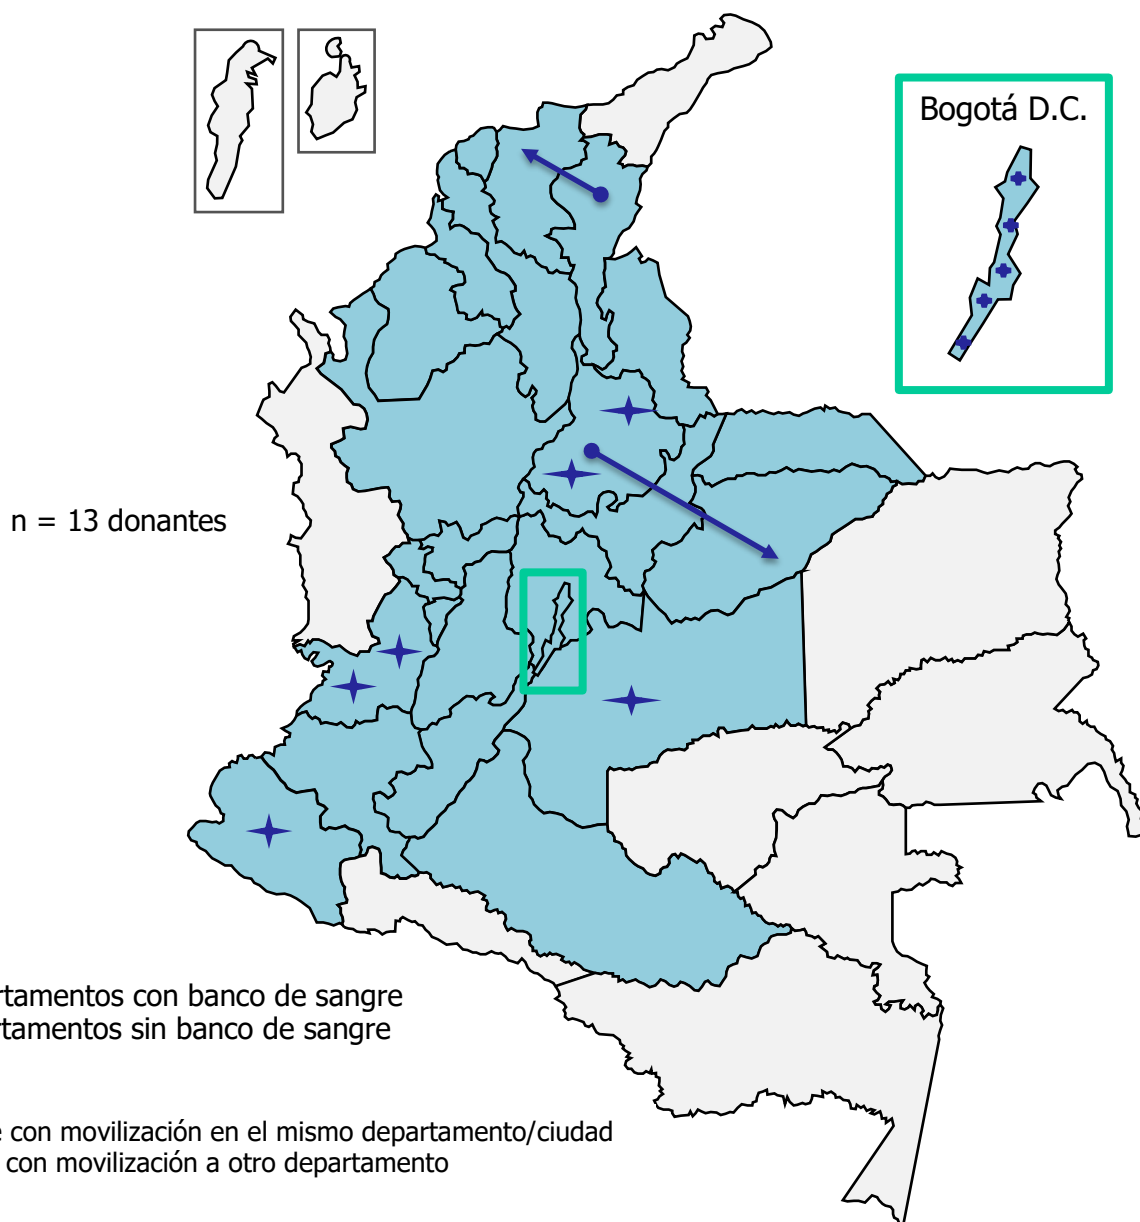 Bogotá D.C.
n = 13 donantes
rtamentos con banco de sangre
rtamentos sin banco de sangre
e con movilización en el mismo departamento/ciudad
con movilización a otro departamento